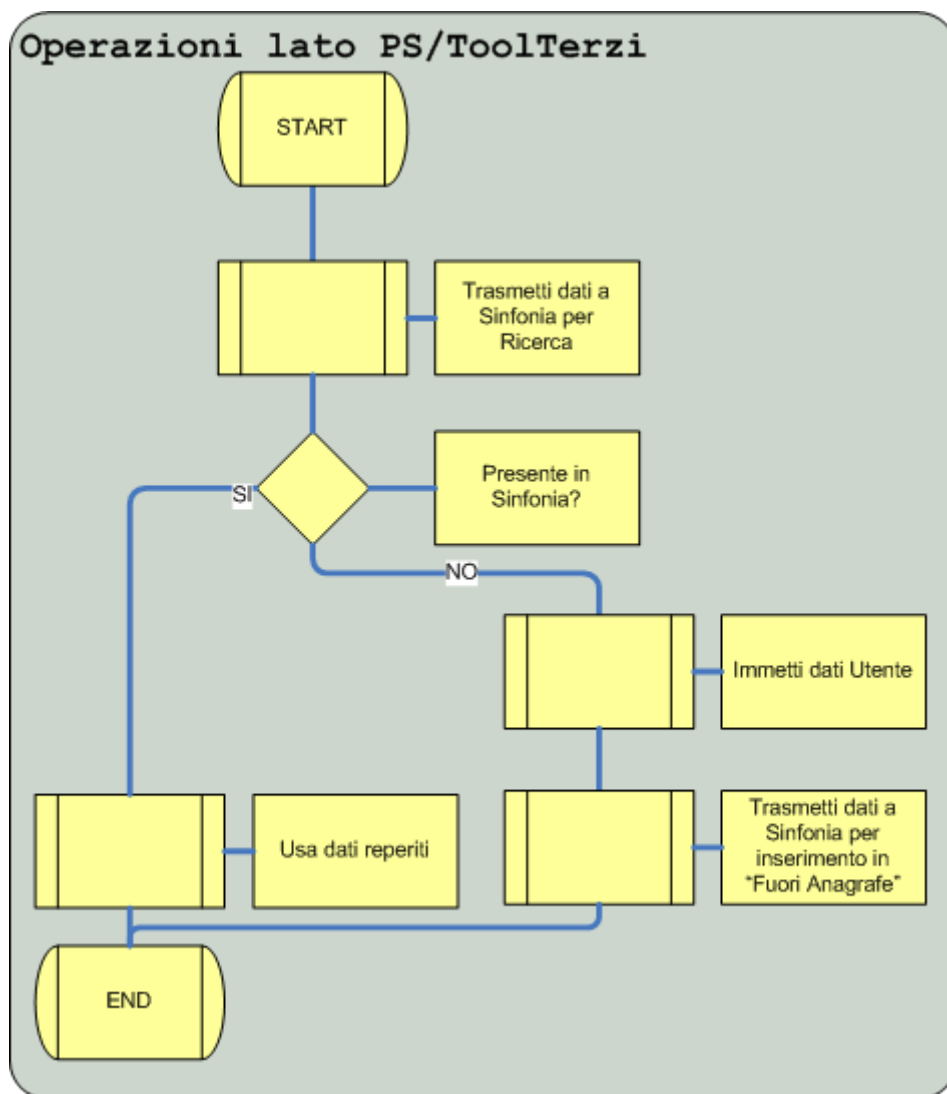 Operazioni lato PS/ToolTerzi
START
Trasmetti dati a
Sinfonia per
Ricerca
Presente in
Sinfonia?
SI
NO
Immetti dati Utente
Usa dati reperiti
Trasmetti dati a
Sinfonia per
inserimento in
“Fuori Anagrafe”
END